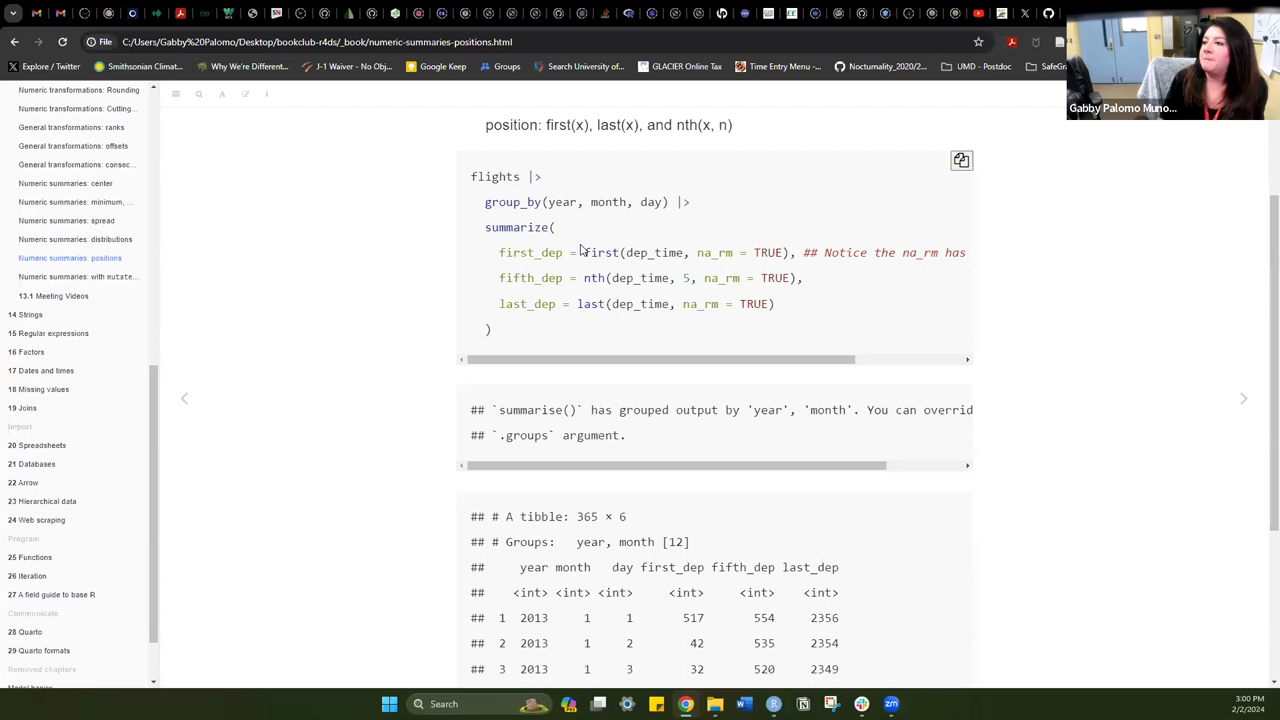 File
C:/Users/Gabby%20Palomo/bookclub-r4ds/_book/numeric-summaries-positions.html
Explore / Twitter
Smithsonian Climat...
Why We're Different...
J-1 Waiver - No Obj...
Google Keep
Growing Season Us...
Search University of...
GLACIER Online Tax
Nocturnality_2020/2...
UMD - Postdoc
All Bookmarks
Gabby Palomo Muno...
Numeric transformations: Rounding
Numeric transformations: Cutting...
General transformations: ranks
General transformations: offsets
General transformations: consec...
Numeric summaries: center
Numeric summaries: minimum, ...
Numeric summaries: spread
Numeric summaries: distributions
Numeric summaries: positions
Numeric summaries: with mutate...
13.1 Meeting Videos
14 Strings
15 Regular expressions
16 Factors
17 Dates and times
18 Missing values
19 Joins
Import
20 Spreadsheets
21 Databases
22 Arrow
23 Hierarchical data
24 Web scraping
Program
25 Functions
26 Iteration
27 A field guide to base R
Communicate
28 Quarto
29 Quarto formats
Removed chapters
Model basics
position: first(x), last(x), and nth(x, n)
flights |>
group_by(year, month, day) |>
summarize(
first_dep = first(dep_time, na_rm = TRUE), ## Notice the na_rm has
fifth_dep = nth(dep_time, 5, na_rm = TRUE),
last_dep = last(dep_time, na_rm = TRUE)
)
## `summarise()` has grouped output by 'year', 'month'. You can overrid
## `.groups` argument.
## # A tibble: 365 × 6
## # Groups: year, month [12]
## year month day first_dep fifth_dep last_dep
## <int> <int> <int> <int> <int> <int>
## 1 2013 1 1 517 554 2356
## 2 2013 1 2 42 535 2354
## 3 2013 1 3 32 520 2349
Search
3:00 PM
2/2/2024